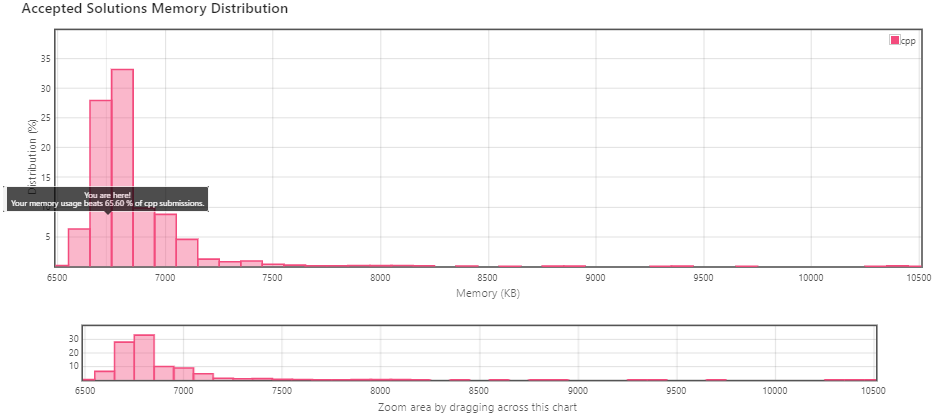 Accepted Solutions Memory Distribution
cpp
35
30
25
20
15
5
Distribution (%)
You are here!
Your memory usage beats 65.60 % of cpp submissions.
6500 7000 7500 8000 8500 9000 9500 10000 10500
Memory (KB)
30
20
10
6500 7000 7500 8000 8500 9000 9500 10000 10500
Zoom area by dragging across this chart